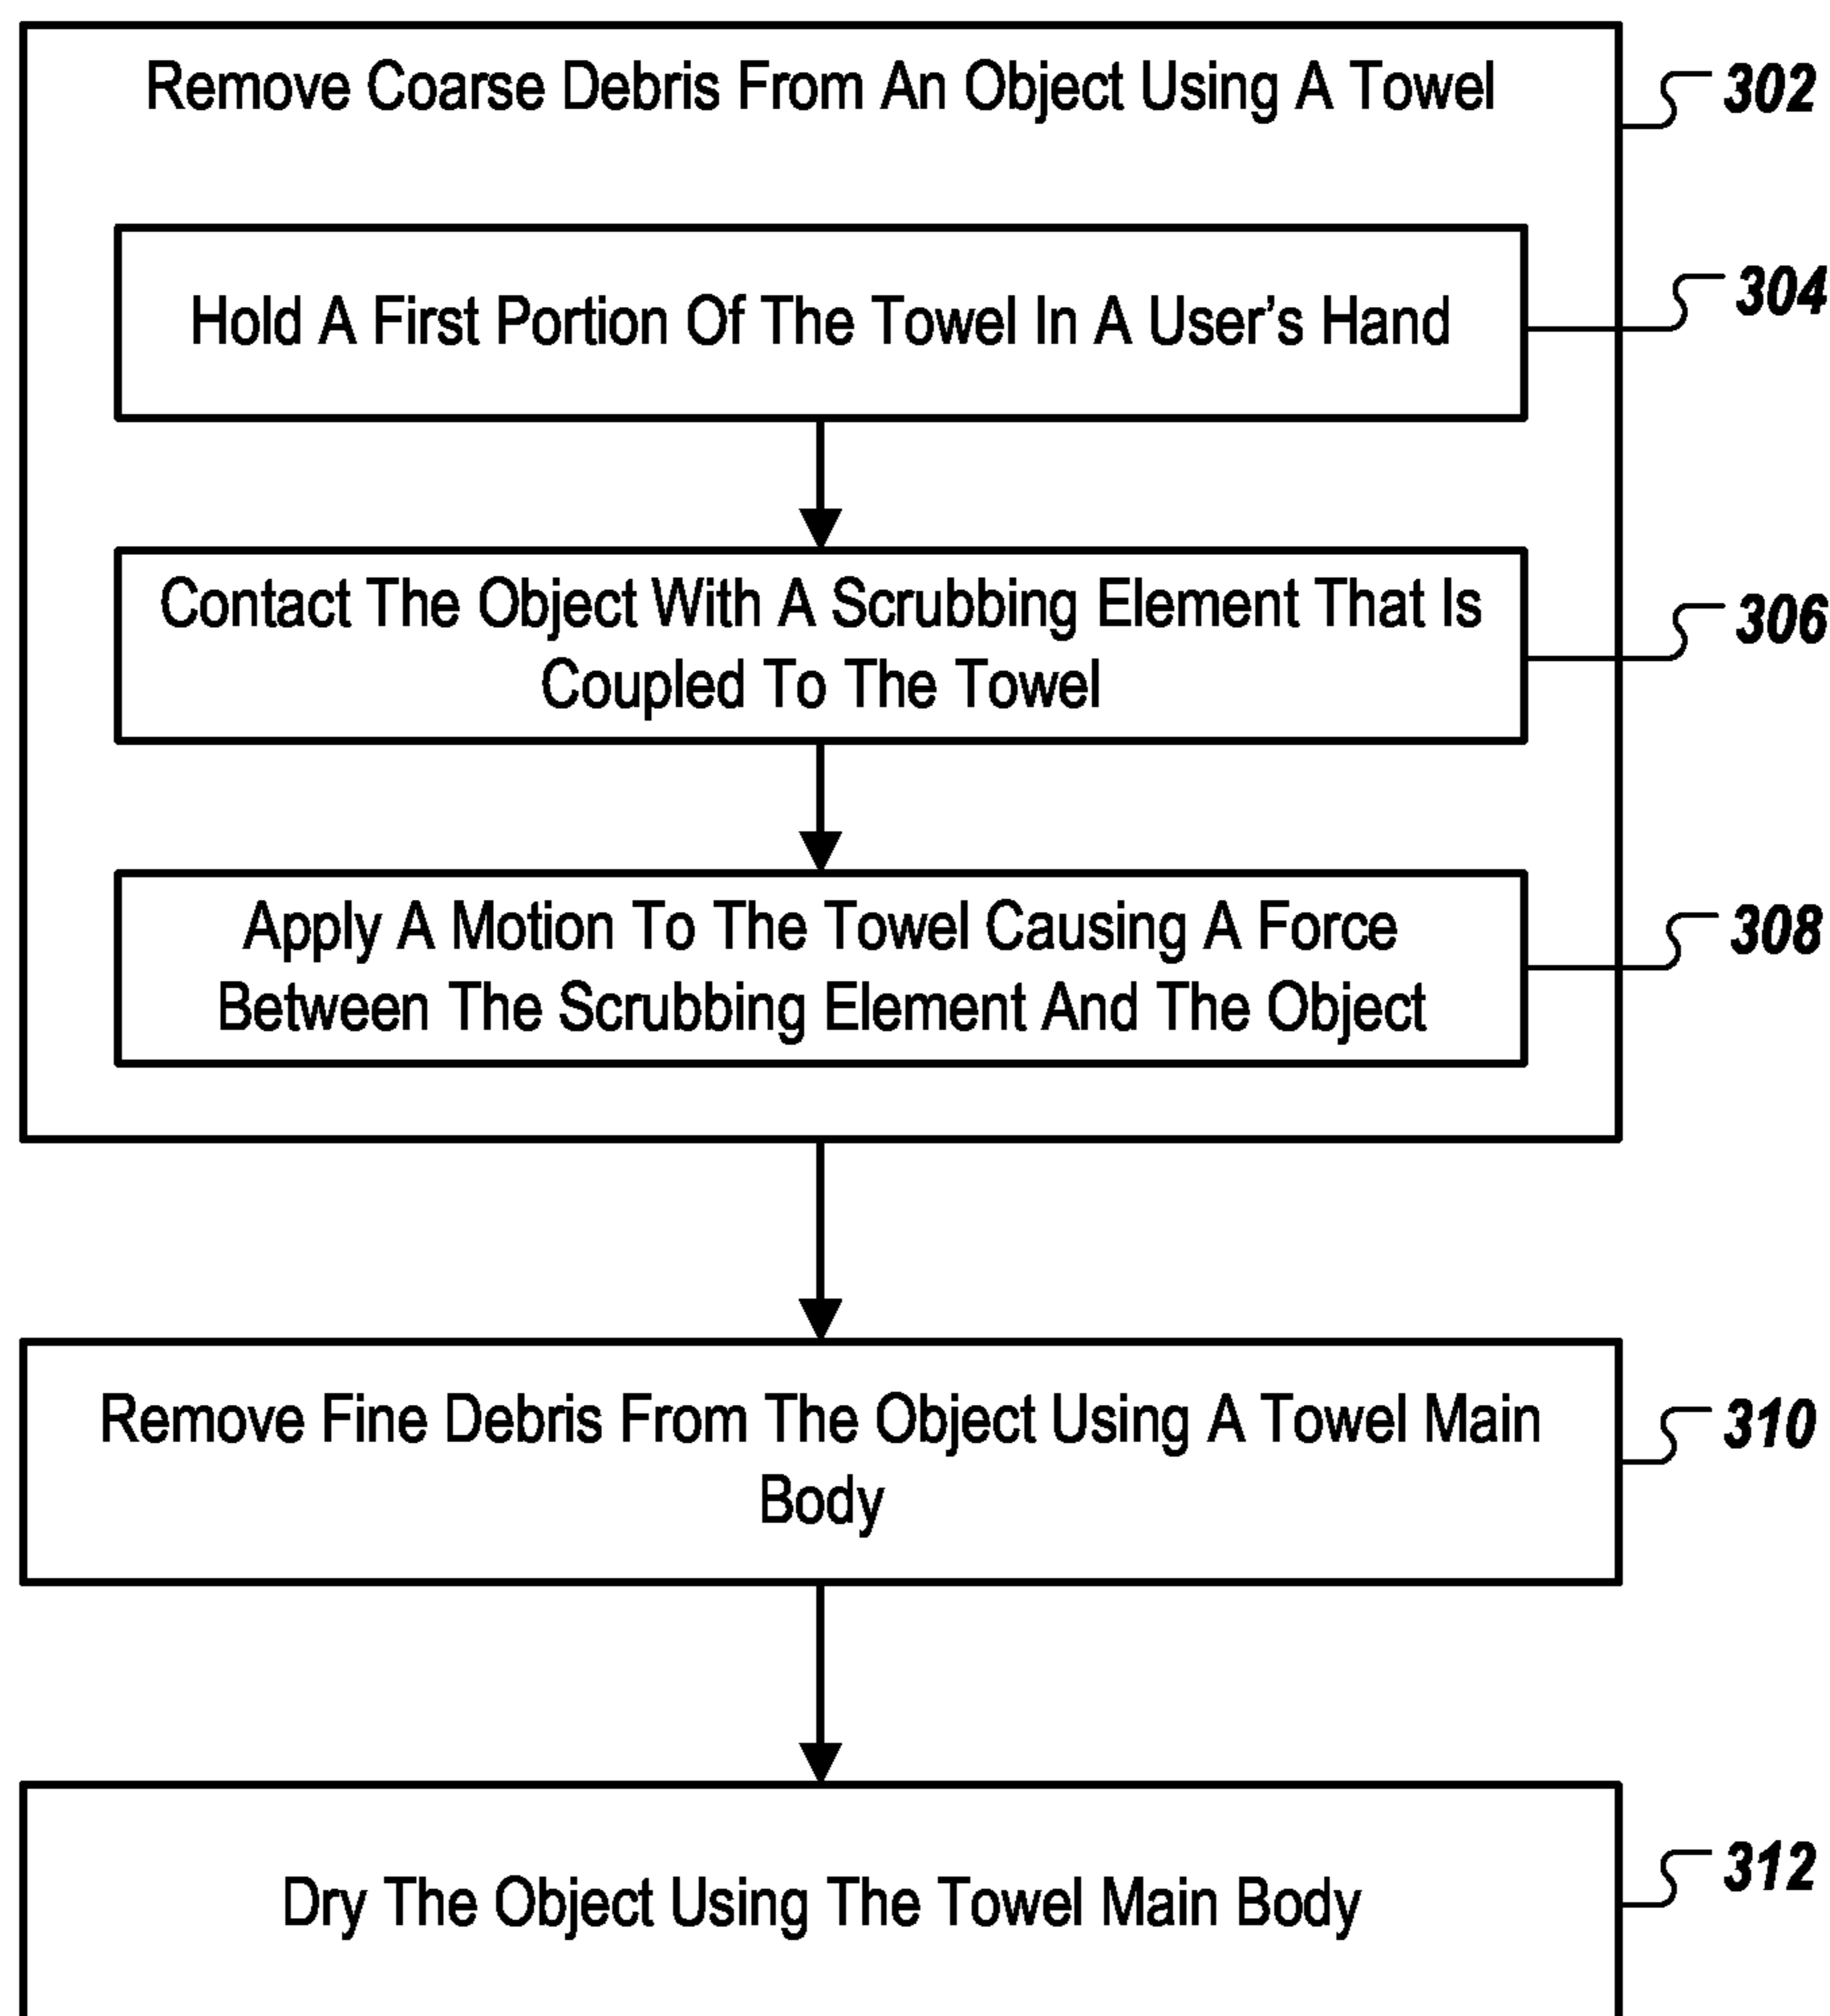 Remove Coarse Debris From An Object Using A Towel
302
Hold A First Portion Of The Towel In A User’s Hand
304
Contact The Object With A Scrubbing Element That Is
Coupled To The Towel
306
Apply A Motion To The Towel Causing A Force
Between The Scrubbing Element And The Object
308
Remove Fine Debris From The Object Using A Towel Main
Body
310
Dry The Object Using The Towel Main Body
312